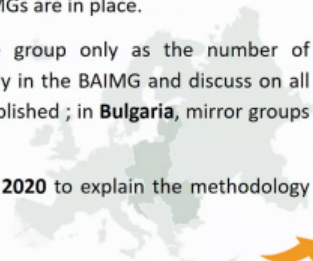 MGs are in place.
group only as the number of
y in the BAIMG and discuss on all
blished ; in Bulgaria, mirror groups
2020 to explain the methodology